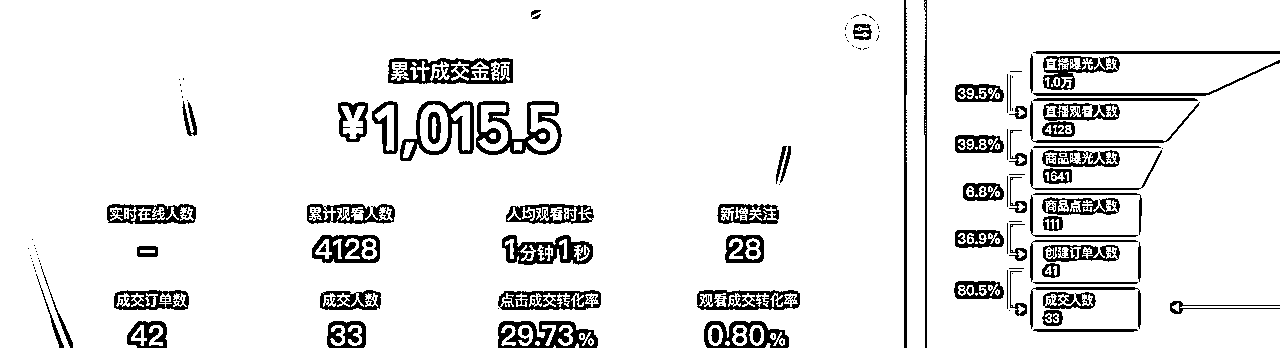 累计成交金额
¥1,015.5
实时在线人数
累计观看人数
人均观看时长
新增关注
-
4128
1分钟1秒
28
成交订单数
成交人数
点击成交转化率
观看成交转化率
42
33
29.73%
0.80%
直播曝光人数
1.0万
39.5%
直播观看人数
4128
39.8%
商品曝光人数
1641
6.8%
商品点击人数
111
36.9%
创建订单人数
41
80.5%
成交人数
33